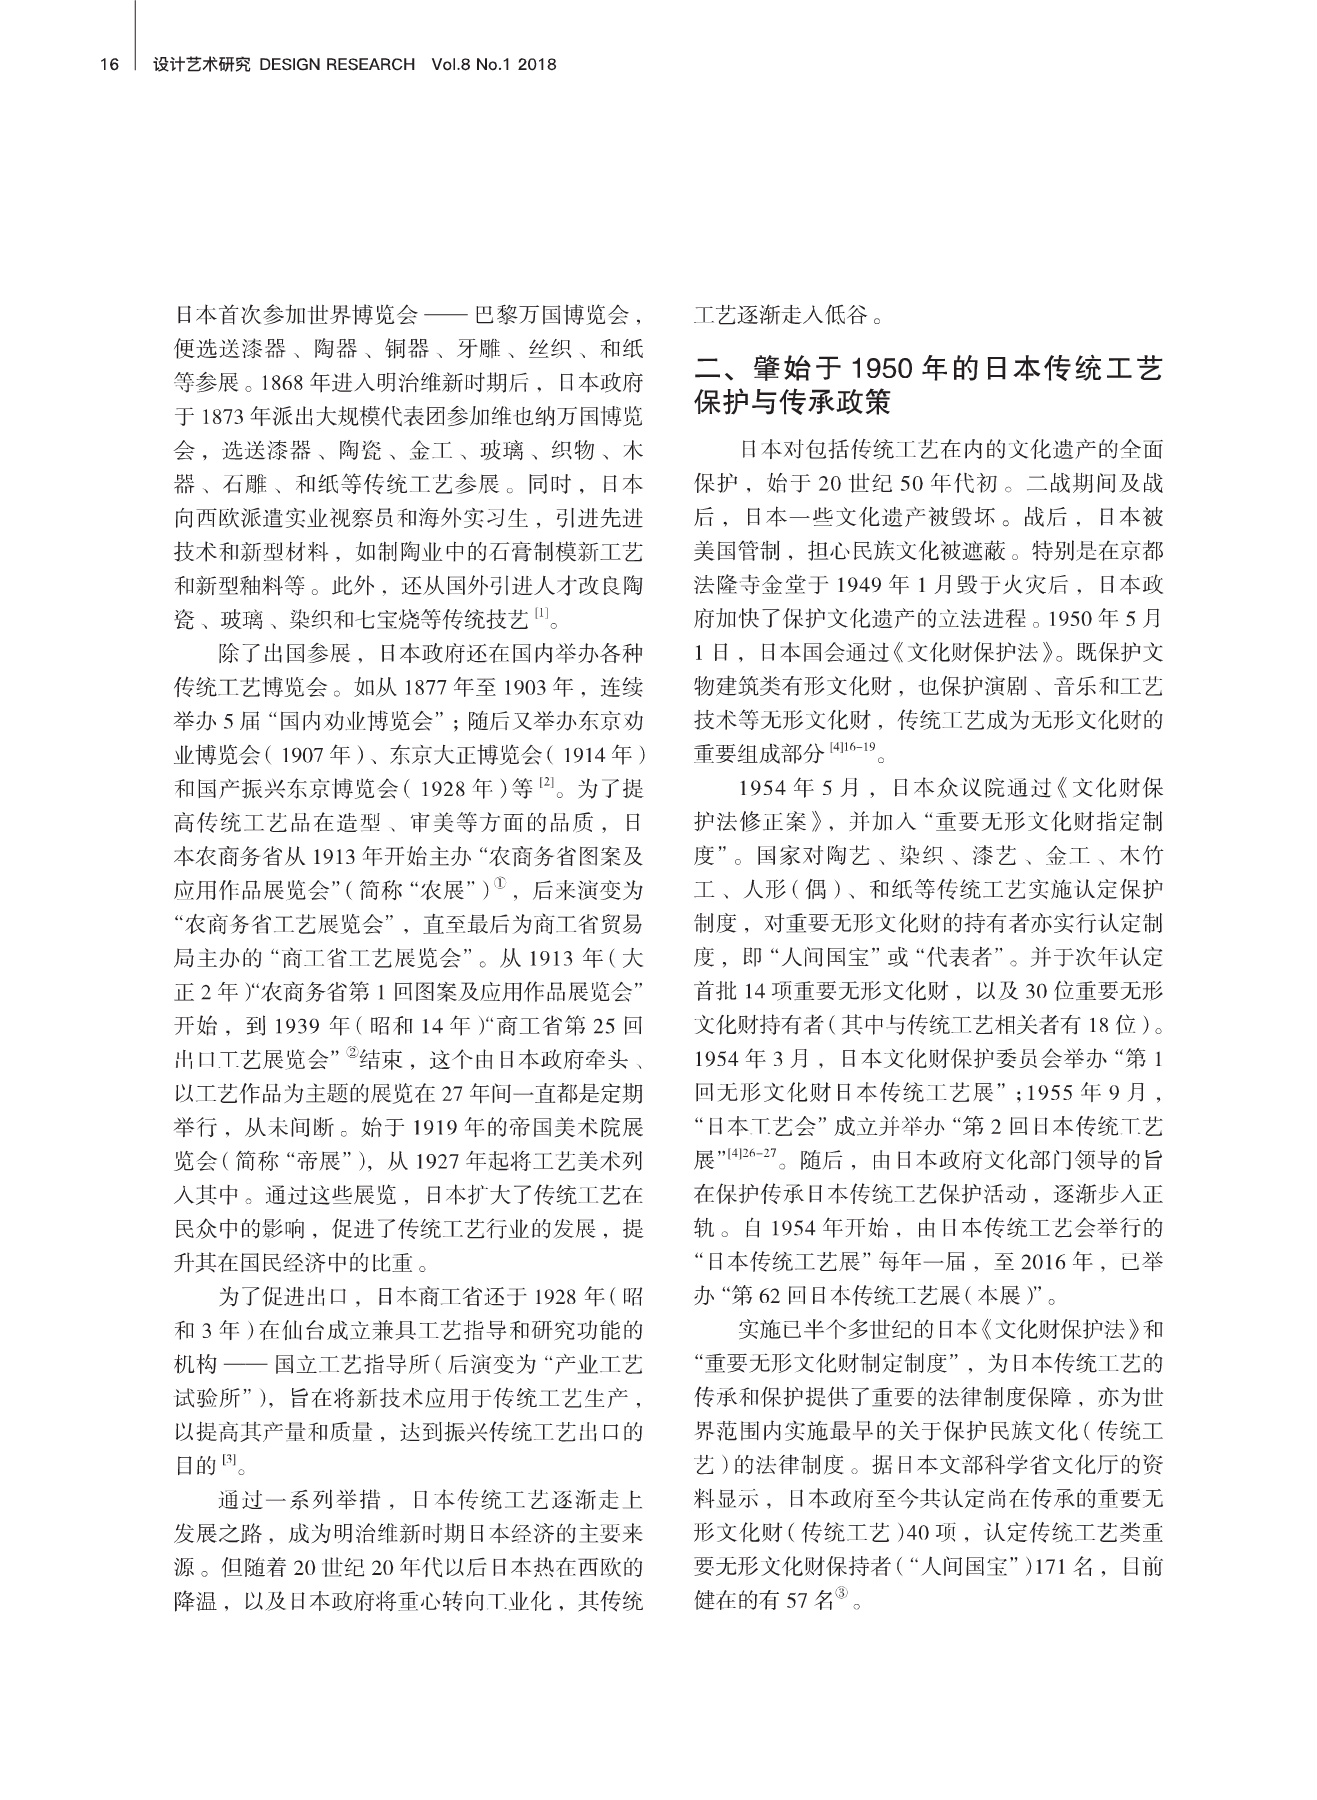 16 设计艺术研究 DESIGN RESEARCH Vol.8 No.1 2018
日本首次参加世界博览会 —— 巴黎万国博览会，
便选送漆器、陶器、铜器、牙雕、丝织、和纸
等参展。1868 年进入明治维新时期后，日本政府
于 1873 年派出大规模代表团参加维也纳万国博览
会，选送漆器、陶瓷、金工、玻璃、织物、木
器、石雕、和纸等传统工艺参展。同时，日本
向西欧派遣实业视察员和海外实习生，引进先进
技术和新型材料，如制陶业中的石膏制模新工艺
和新型釉料等。此外，还从国外引进人才改良陶
瓷、玻璃、染织和七宝烧等传统技艺 [1]。
除了出国参展，日本政府还在国内举办各种
传统工艺博览会。如从 1877 年至 1903 年，连续
举办 5 届“国内劝业博览会”；随后又举办东京劝
业博览会（1907 年）、东京大正博览会（1914 年）
和国产振兴东京博览会（1928 年）等 [2]。为了提
高传统工艺品在造型、审美等方面的品质，日
本农商务省从 1913 年开始主办“农商务省图案及
应用作品展览会”（简称“农展”）①，后来演变为
“农商务省工艺展览会”，直至最后为商工省贸易
局主办的“商工省工艺展览会”。从 1913 年（大
正 2 年）“农商务省第 1 回图案及应用作品展览会”
开始，到 1939 年（昭和 14 年）“商工省第 25 回
出口工艺展览会”②结束，这个由日本政府牵头、
以工艺作品为主题的展览在 27 年间一直都是定期
举行，从未间断。始于 1919 年的帝国美术院展
览会（简称“帝展”），从 1927 年起将工艺美术列
入其中。通过这些展览，日本扩大了传统工艺在
民众中的影响，促进了传统工艺行业的发展，提
升其在国民经济中的比重。
为了促进出口，日本商工省还于 1928 年（昭
和 3 年）在仙台成立兼具工艺指导和研究功能的
机构 —— 国立工艺指导所（后演变为“产业工艺
试验所”），旨在将新技术应用于传统工艺生产，
以提高其产量和质量，达到振兴传统工艺出口的
目的 [3]。
通过一系列举措，日本传统工艺逐渐走上
发展之路，成为明治维新时期日本经济的主要来
源。但随着 20 世纪 20 年代以后日本热在西欧的
降温，以及日本政府将重心转向工业化，其传统
工艺逐渐走入低谷。
二、肇始于 1950 年的日本传统工艺
保护与传承政策
日本对包括传统工艺在内的文化遗产的全面
保护，始于 20 世纪 50 年代初。二战期间及战
后，日本一些文化遗产被毁坏。战后，日本被
美国管制，担心民族文化被遮蔽。特别是在京都
法隆寺金堂于 1949 年 1 月毁于火灾后，日本政
府加快了保护文化遗产的立法进程。1950 年 5 月
1 日，日本国会通过《文化财保护法》。既保护文
物建筑类有形文化财，也保护演剧、音乐和工艺
技术等无形文化财，传统工艺成为无形文化财的
重要组成部分 [4]16-19。
1954 年 5 月，日本众议院通过《文化财保
护法修正案》，并加入“重要无形文化财指定制
度”。国家对陶艺、染织、漆艺、金工、木竹
工、人形（偶）、和纸等传统工艺实施认定保护
制度，对重要无形文化财的持有者亦实行认定制
度，即“人间国宝”或“代表者”。并于次年认定
首批 14 项重要无形文化财，以及 30 位重要无形
文化财持有者（其中与传统工艺相关者有 18 位）。
1954 年 3 月，日本文化财保护委员会举办“第 1
回无形文化财日本传统工艺展”；1955 年 9 月，
“日本工艺会”成立并举办“第 2 回日本传统工艺
展”[4]26-27。随后，由日本政府文化部门领导的旨
在保护传承日本传统工艺保护活动，逐渐步入正
轨。自 1954 年开始，由日本传统工艺会举行的
“日本传统工艺展”每年一届，至 2016 年，已举
办“第 62 回日本传统工艺展（本展）”。
实施已半个多世纪的日本《文化财保护法》和
“重要无形文化财制定制度”，为日本传统工艺的
传承和保护提供了重要的法律制度保障，亦为世
界范围内实施最早的关于保护民族文化（传统工
艺）的法律制度。据日本文部科学省文化厅的资
料显示，日本政府至今共认定尚在传承的重要无
形文化财（传统工艺）40 项，认定传统工艺类重
要无形文化财保持者（“人间国宝”）171 名，目前
健在的有 57 名③。